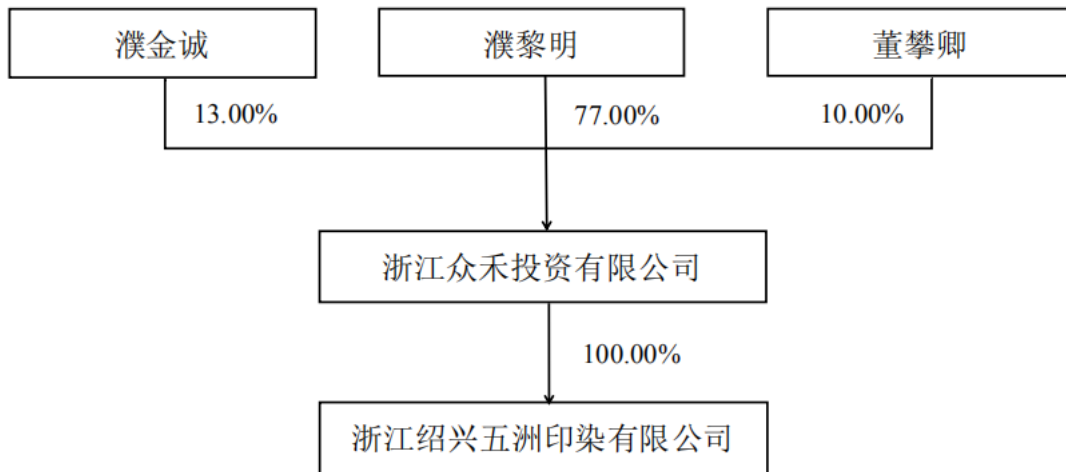 濮金诚 濮黎明 董攀卿
13.00% 77.00% 10.00%
浙江众禾投资有限公司
100.00%
浙江绍兴五洲印染有限公司